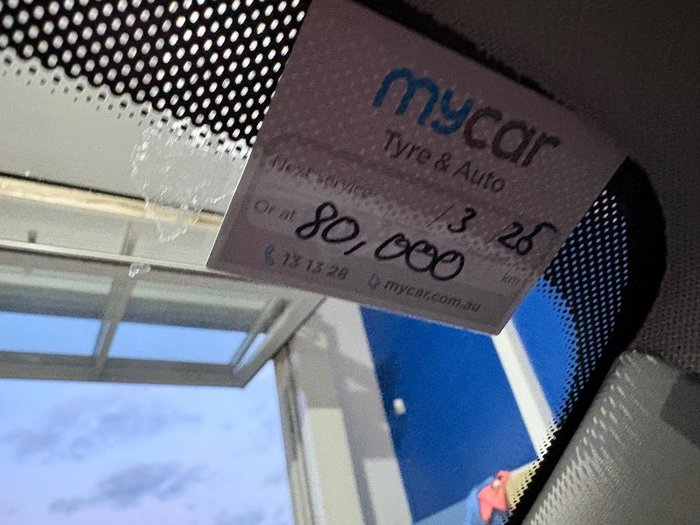 mycar
Tyre & Auto
Next service /3 /26
Or at 80,000 km
13 13 28 mycar.com.au